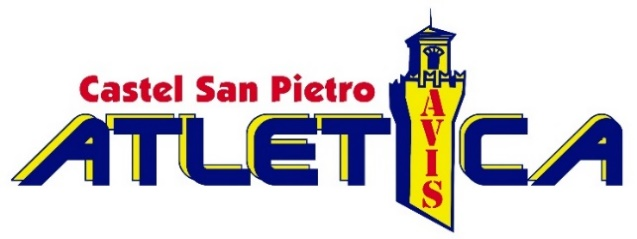 Castel San Pietro
ATLETICA
AVIS